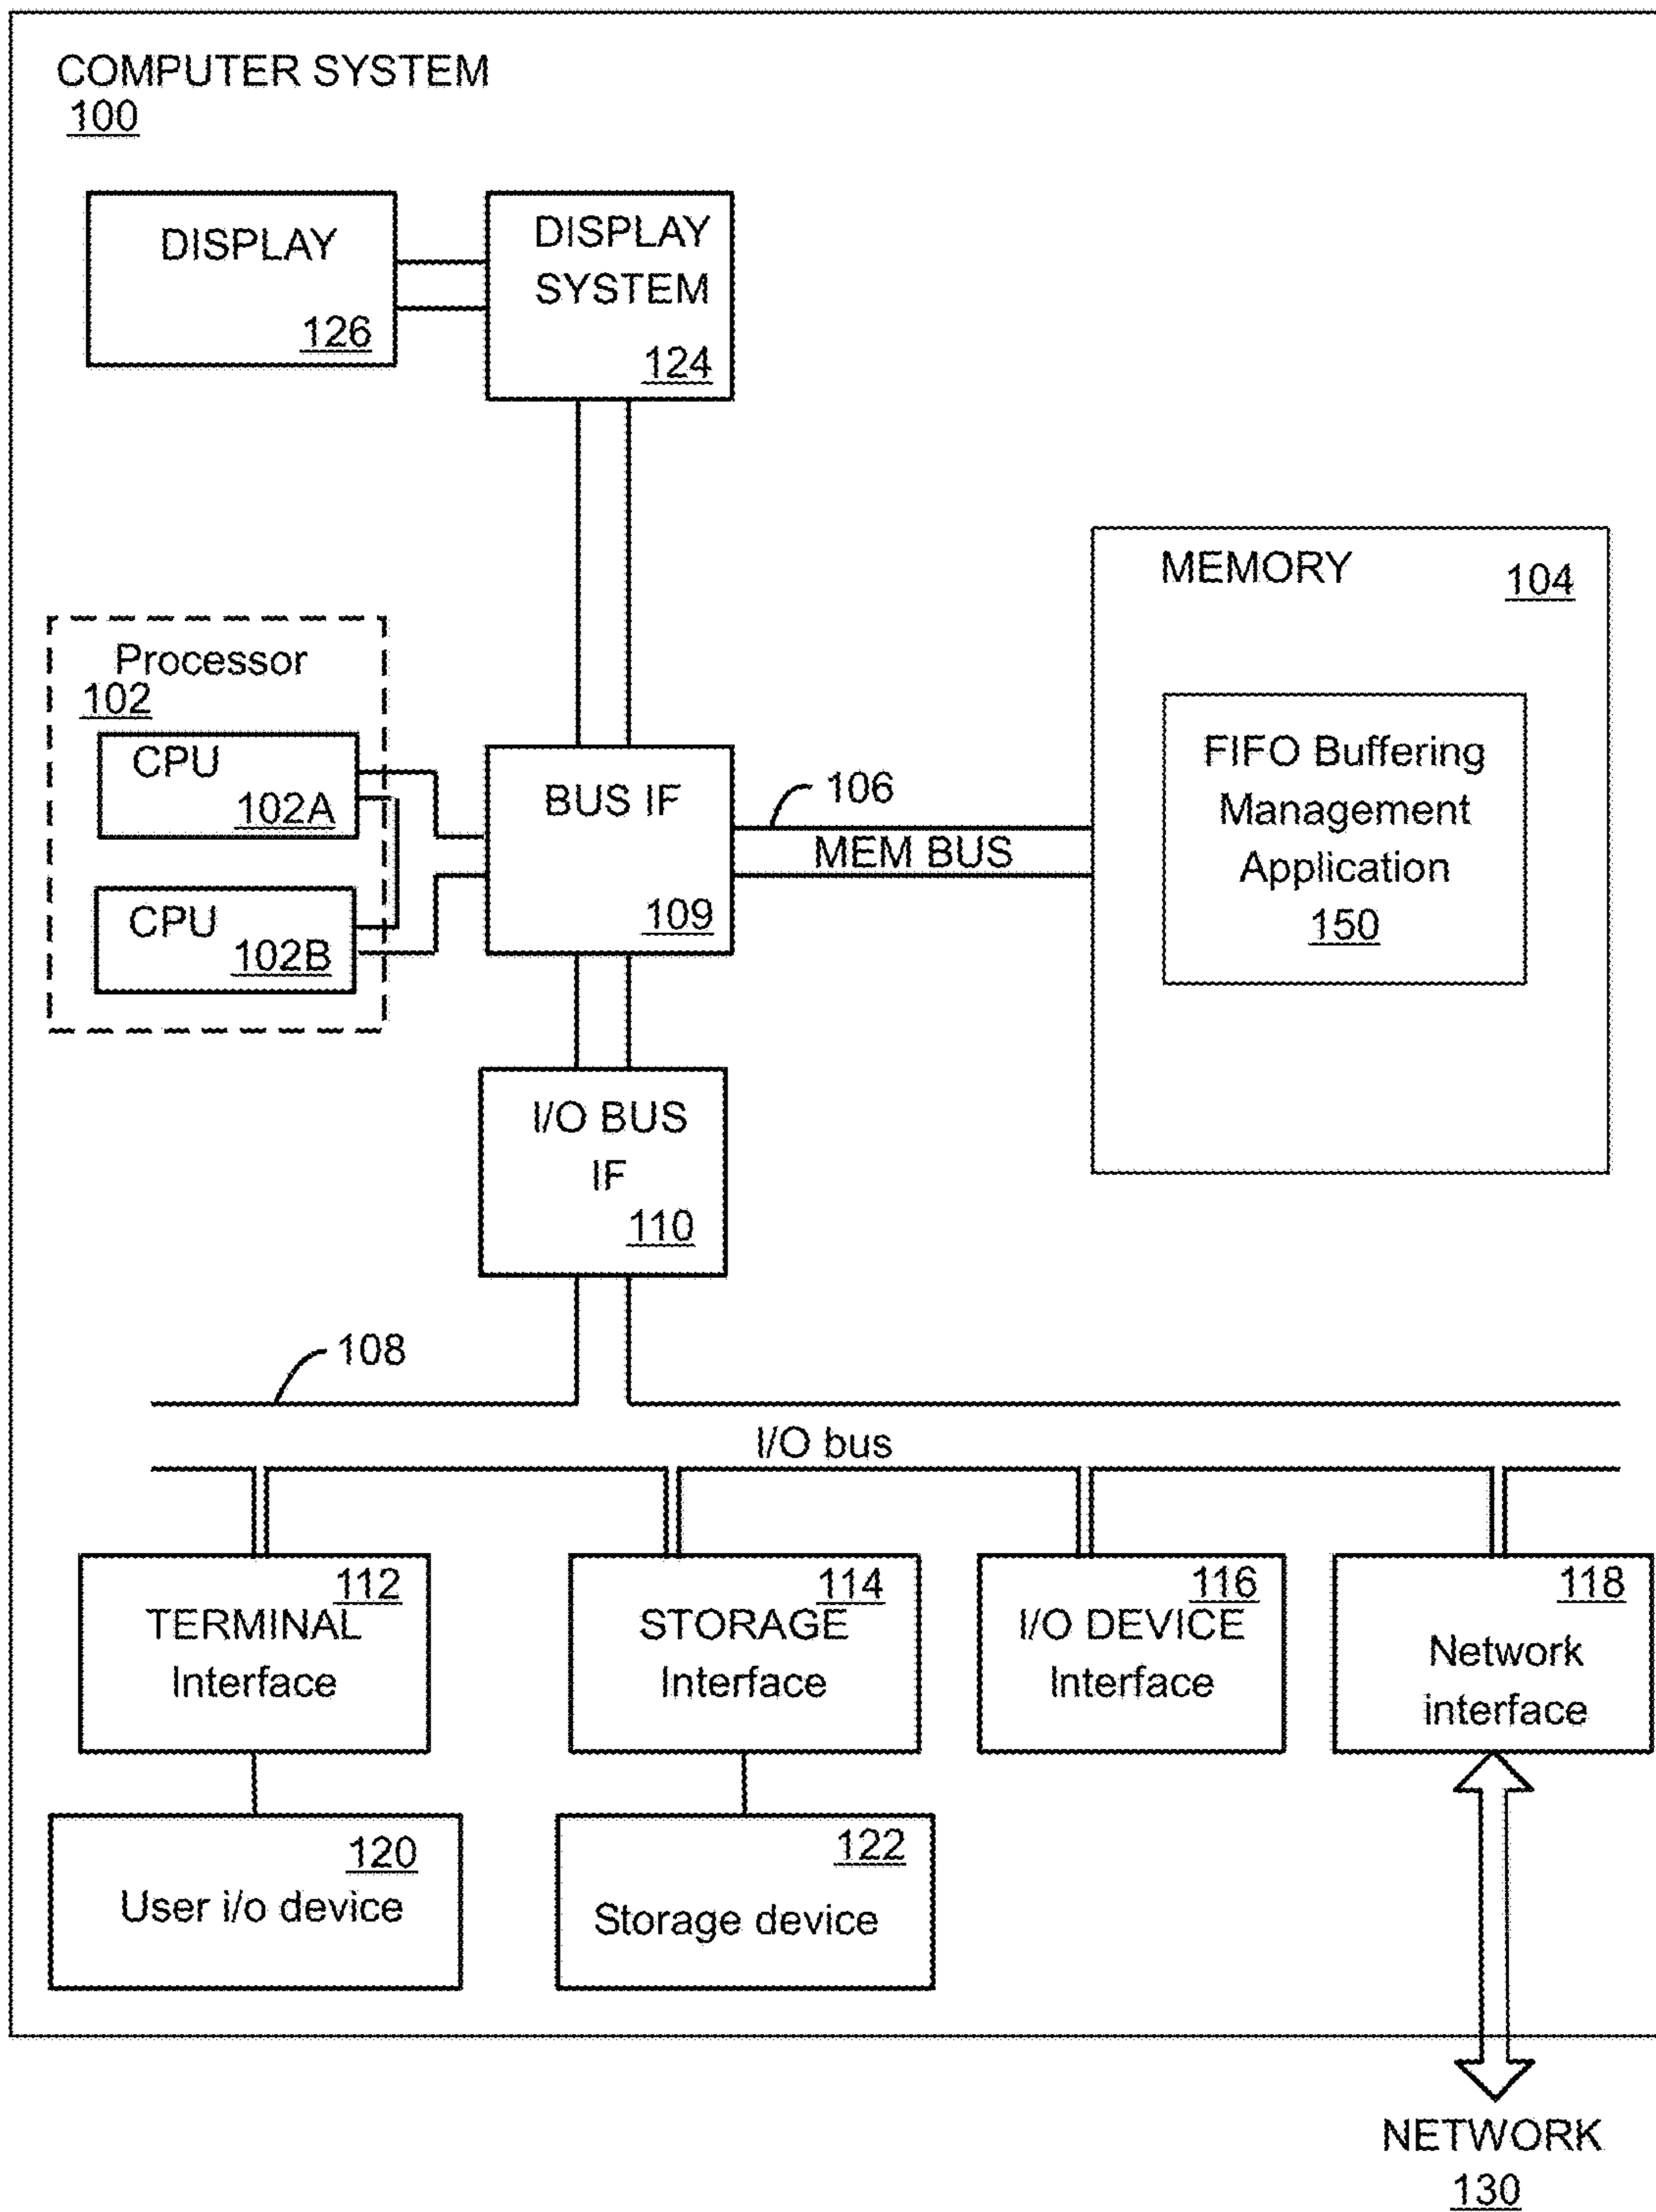 COMPUTER SYSTEM
100
DISPLAY
126
DISPLAY
SYSTEM
124
MEMORY
104
Processor
102
CPU
102A
CPU
102B
BUS IF
109
106
MEM BUS
FIFO Buffering
Management
Application
150
I/O BUS
IF
110
108
I/O bus
112
TERMINAL
Interface
114
STORAGE
Interface
116
I/O DEVICE
Interface
118
Network
interface
120
User i/o device
122
Storage device
NETWORK
130